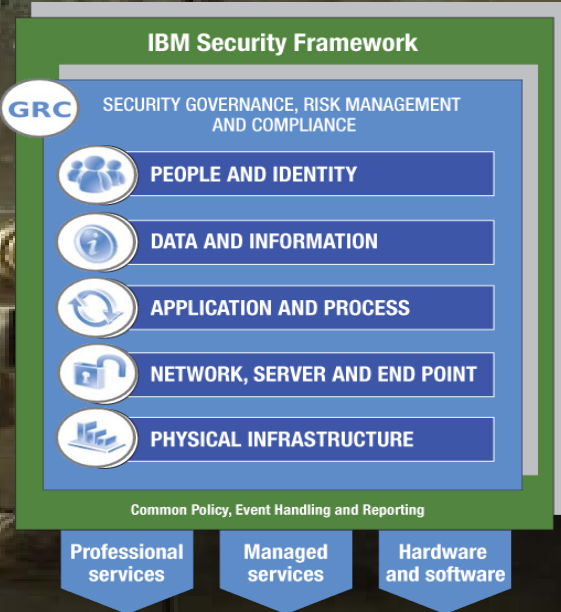 IBM Security Framework
GRC
SECURITY GOVERNANCE, RISK MANAGEMENT
AND COMPLIANCE
PEOPLE AND IDENTITY
DATA AND INFORMATION
APPLICATION AND PROCESS
NETWORK, SERVER AND END POINT
PHYSICAL INFRASTRUCTURE
Common Policy, Event Handling and Reporting
Professional
services
Managed
services
Hardware
and software